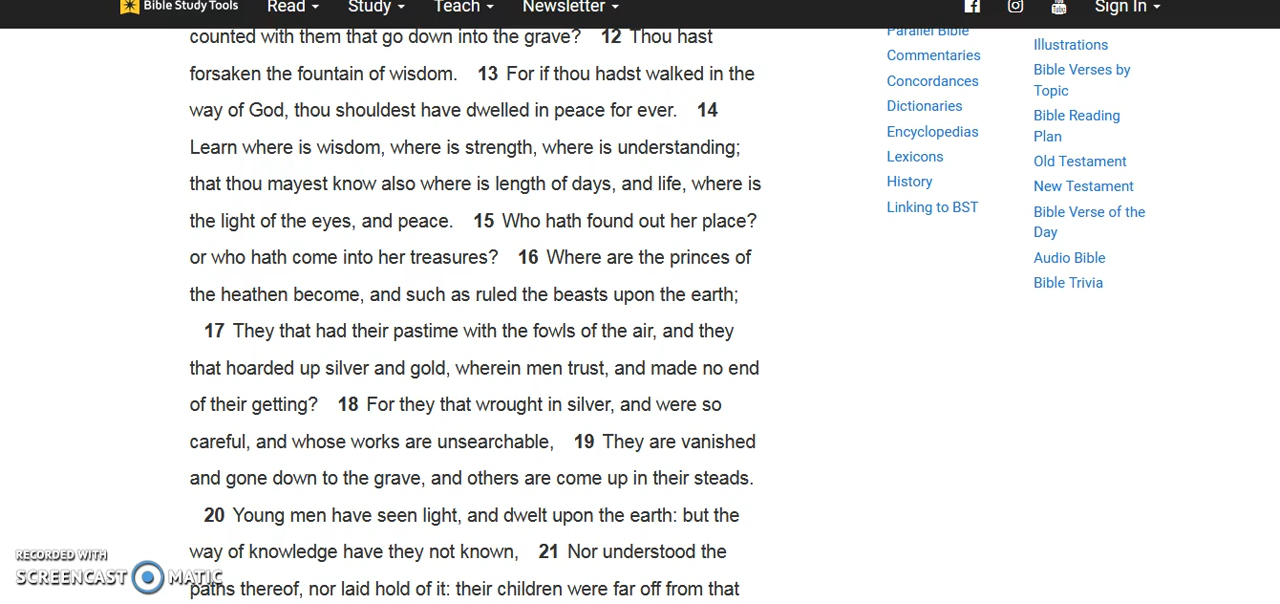 Bible Study Tools
Read Study Teach Newsletter Sign In
counted with them that go down into the grave? 12 Thou hast
forsaken the fountain of wisdom. 13 For if thou hadst walked in the
way of God, thou shouldest have dwelled in peace for ever. 14
Learn where is wisdom, where is strength, where is understanding;
that thou mayest know also where is length of days, and life, where is
the light of the eyes, and peace. 15 Who hath found out her place?
or who hath come into her treasures? 16 Where are the princes of
the heathen become, and such as ruled the beasts upon the earth;
17 They that had their pastime with the fowls of the air, and they
that hoarded up silver and gold, wherein men trust, and made no end
of their getting? 18 For they that wrought in silver, and were so
careful, and whose works are unsearchable, 19 They are vanished
and gone down to the grave, and others are come up in their steads.
20 Young men have seen light, and dwelt upon the earth: but the
way of knowledge have they not known, 21 Nor understood the
paths thereof, nor laid hold of it: their children were far off from that
Parallel Bible
Commentaries
Concordances
Dictionaries
Encyclopedias
Lexicons
History
Linking to BST
Illustrations
Bible Verses by
Topic
Bible Reading
Plan
Old Testament
New Testament
Bible Verse of the
Day
Audio Bible
Bible Trivia
RECORDED WITH
SCREENCAST MATIC